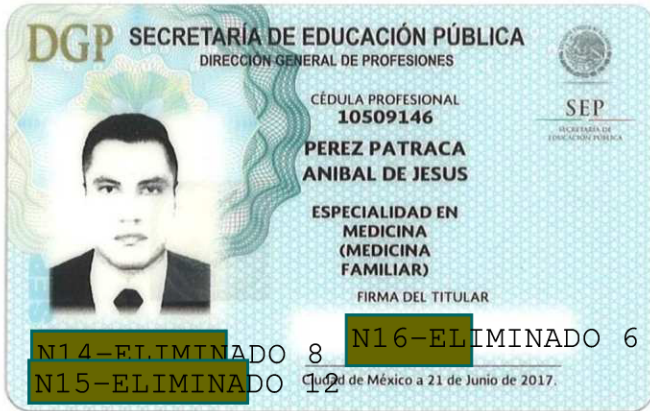 DGP SECRETARÍA DE EDUCACIÓN PÚBLICA
DIRECCIÓN GENERAL DE PROFESIONES
CÉDULA PROFESIONAL
10509146
SEP
SECRETARÍA DE
EDUCACIÓN PÚBLICA
PEREZ PATRACA
ANIBAL DE JESUS
ESPECIALIDAD EN
MEDICINA
(MEDICINA
FAMILIAR)
FIRMA DEL TITULAR
N14-ELIMINADO 8
N16-ELIMINADO 6
N15-ELIMINADO 12
Ciudad de México a 21 de Junio de 2017.